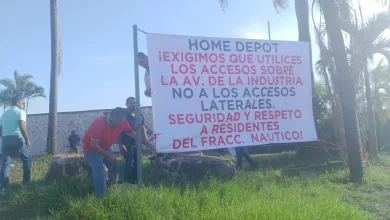 HOME DEPOT
¡EXIGIMOS QUE UTILICES
LOS ACCESOS SOBRE
LA AV. DE LA INDUSTRIA
NO A LOS ACCESOS
LATERALES.
SEGURIDAD Y RESPETO
A RESIDENTES
DEL FRACC. NAUTICO!